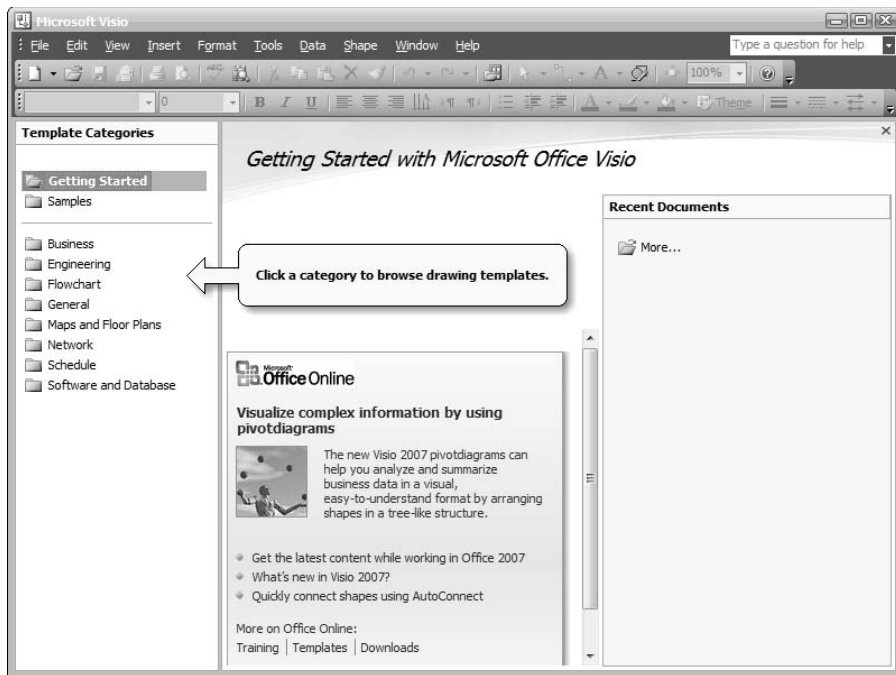 Microsoft Visio
File Edit View Insert Format Tools Data Shape Window Help
Type a question for help
ABC
A
100%
0
B I U
A
Theme
Template Categories
Getting Started
Samples
Business
Engineering
Flowchart
General
Maps and Floor Plans
Network
Schedule
Software and Database
Getting Started with Microsoft Office Visio
Click a category to browse drawing templates.
Microsoft
Office Online
Visualize complex information by using
pivotdiagrams
The new Visio 2007 pivotdiagrams can
help you analyze and summarize
business data in a visual,
easy-to-understand format by arranging
shapes in a tree-like structure.
Get the latest content while working in Office 2007
What's new in Visio 2007?
Quickly connect shapes using AutoConnect
More on Office Online:
Training | Templates | Downloads
Recent Documents
More...